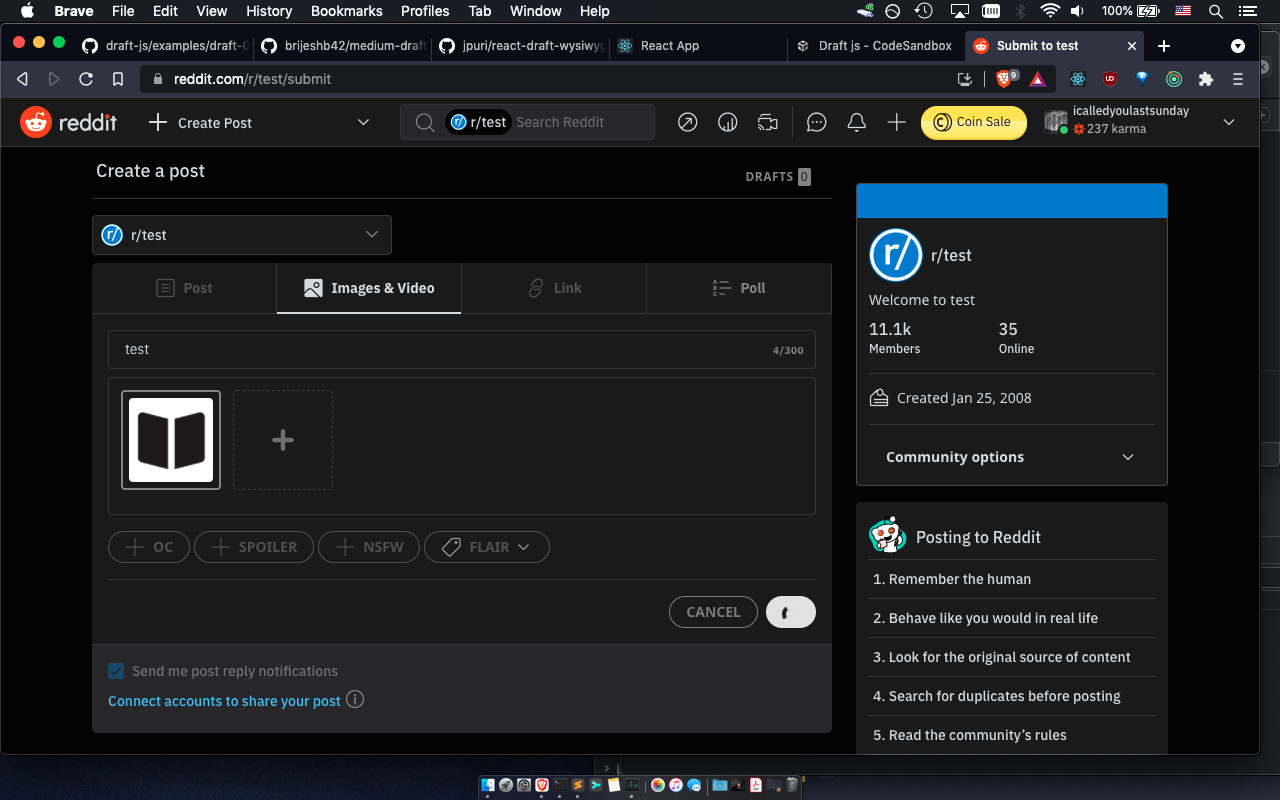 Brave File Edit View History Bookmarks Profiles Tab Window Help 100%
draft-js/examples/draft-0 brijeshb42/medium-draf jpuri/react-draft-wysiwyg React App Draft js - CodeSandbox Submit to test
reddit.com/r/test/submit 9
reddit Create Post r/test Search Reddit Coin Sale icalledyoulastsunday
237 karma
Create a post DRAFTS 0
r/ r/test
Post Images & Video Link Poll
test 4/300
OC SPOILER NSFW FLAIR
CANCEL
Send me post reply notifications
Connect accounts to share your post
r/ r/test
Welcome to test
11.1k 35
Members Online
Created Jan 25, 2008
Community options
Posting to Reddit
1. Remember the human
2. Behave like you would in real life
3. Look for the original source of content
4. Search for duplicates before posting
5. Read the community's rules